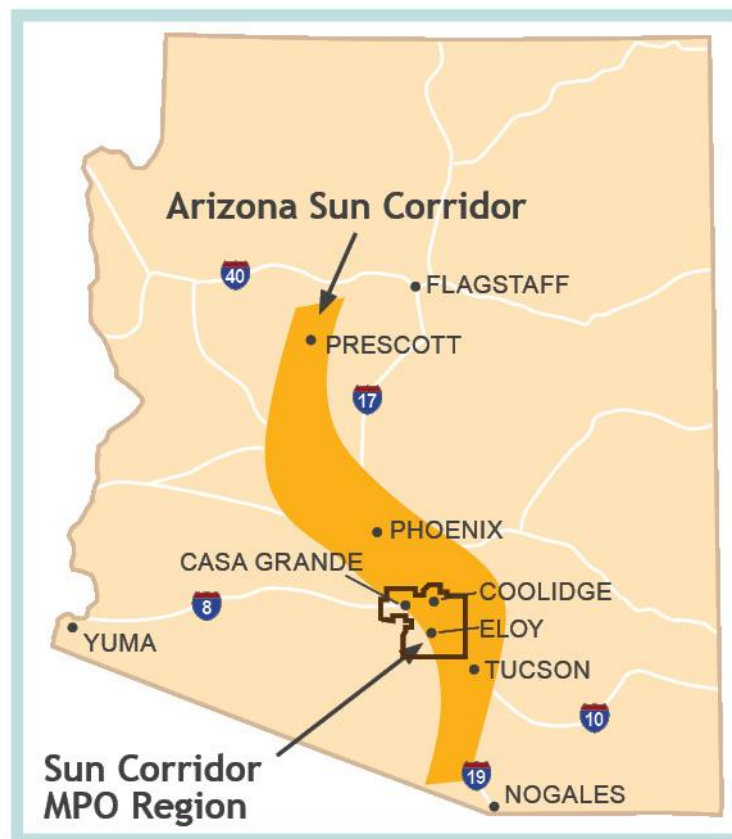 Arizona Sun Corridor
40
FLAGSTAFF
PRESCOTT
17
PHOENIX
CASA GRANDE
COOLIDGE
8
ELOY
YUMA
TUCSON
10
Sun Corridor
MPO Region
19
NOGALES